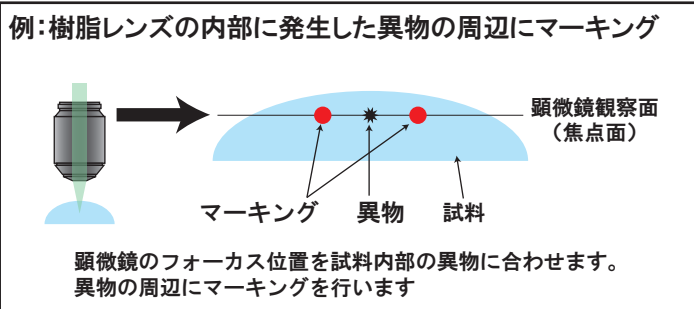 例：樹脂レンズの内部に発生した異物の周辺にマーキング
顕微鏡観察面
（焦点面）
マーキング　異物　試料
顕微鏡のフォーカス位置を試料内部の異物に合わせます。
異物の周辺にマーキングを行います